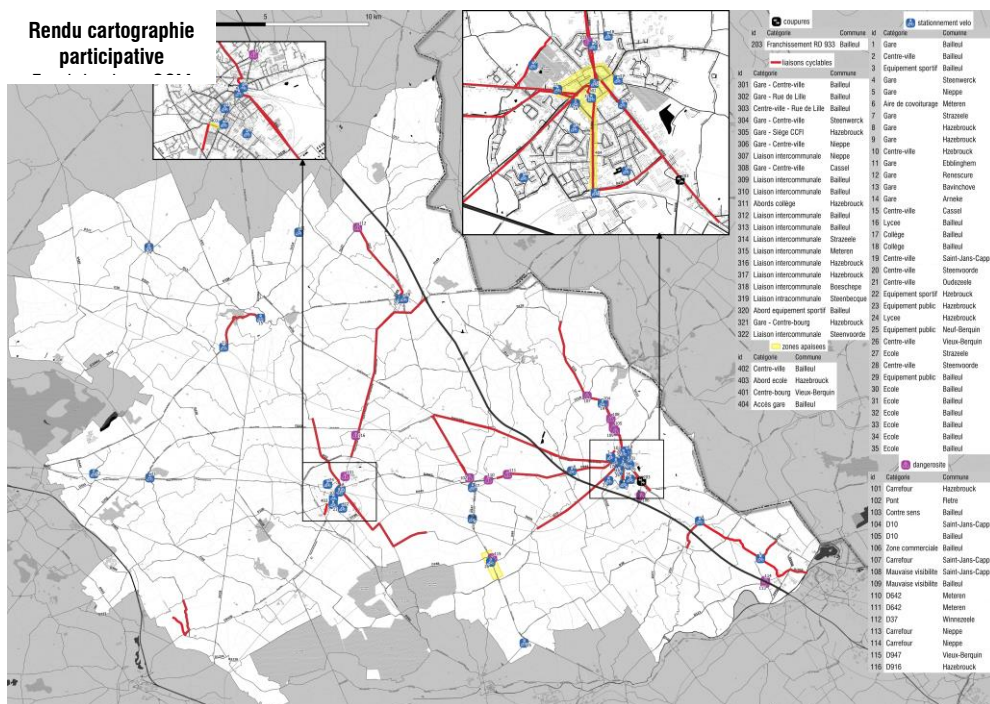 Rendu cartographie
participative
5
10 km
coupures
id Catégorie Commune
203 Franchissement RD 933 Bailleul
liaisons cyclables
id Catégorie Commune
301 Gare - Centre-ville Bailleul
302 Gare - Rue de Lille Bailleul
303 Centre-ville - Rue de Lille Bailleul
304 Gare - Centre-ville Steenwerck
305 Gare - Siège CCFI Hazebrouck
306 Gare - Centre-ville Nieppe
307 Liaison intercommunale Nieppe
308 Gare - Centre-ville Cassel
309 Liaison intercommunale Bailleul
310 Liaison intercommunale Bailleul
311 Abords collège Hazebrouck
312 Liaison intercommunale Bailleul
313 Liaison intercommunale Bailleul
314 Liaison intercommunale Strazeele
315 Liaison intercommunale Meteren
316 Liaison intercommunale Hazebrouck
317 Liaison intercommunale Hazebrouck
318 Liaison intercommunale Boeschepe
319 Liaison intracommunale Steenbecque
320 Abord equipement sportif Bailleul
321 Gare - Centre-bourg Hazebrouck
322 Liaison intercommunale Steenvoorde
zones apaisées
id Catégorie Commune
402 Centre-ville Bailleul
403 Abord ecole Hazebrouck
401 Centre-bourg Vieux-Berquin
404 Accès gare Bailleul
stationnement velo
id Catégorie Commune
1 Gare Bailleul
2 Centre-ville Bailleul
3 Equipement sportif Bailleul
4 Gare Steenwerck
5 Gare Nieppe
6 Aire de covoiturage Méteren
7 Gare Strazeele
8 Gare Hazebrouck
9 Gare Hazebrouck
10 Centre-ville Hzebrouck
11 Gare Ebblinghem
12 Gare Renescure
13 Gare Bavinchove
14 Gare Arneke
15 Centre-ville Cassel
16 Lycee Bailleul
17 Collège Bailleul
18 Collège Bailleul
19 Centre-ville Saint-Jans-Capp
20 Centre-ville Steenvoorde
21 Centre-ville Oudezeele
22 Equipement sportif Hzebrouck
23 Equipement public Hazebrouck
24 Lycee Hazebrouck
25 Equipement public Neuf-Berquin
26 Centre-ville Vieux-Berquin
27 Ecole Strazeele
28 Centre-ville Steenvoorde
29 Equipement public Bailleul
30 Ecole Bailleul
31 Ecole Bailleul
32 Ecole Bailleul
33 Ecole Bailleul
34 Ecole Bailleul
35 Ecole Bailleul
dangerosite
id Catégorie Commune
101 Carrefour Hazebrouck
102 Pont Fletre
103 Contre sens Bailleul
104 D10 Saint-Jans-Capp
105 D10 Bailleul
106 Zone commerciale Bailleul
107 Carrefour Saint-Jans-Capp
108 Mauvaise visibilite Saint-Jans-Capp
109 Mauvaise visibilite Bailleul
110 D642 Meteren
111 D642 Meteren
112 D37 Winnezeele
113 Carrefour Nieppe
114 Carrefour Nieppe
115 D947 Vieux-Berquin
116 D916 Hazebrouck